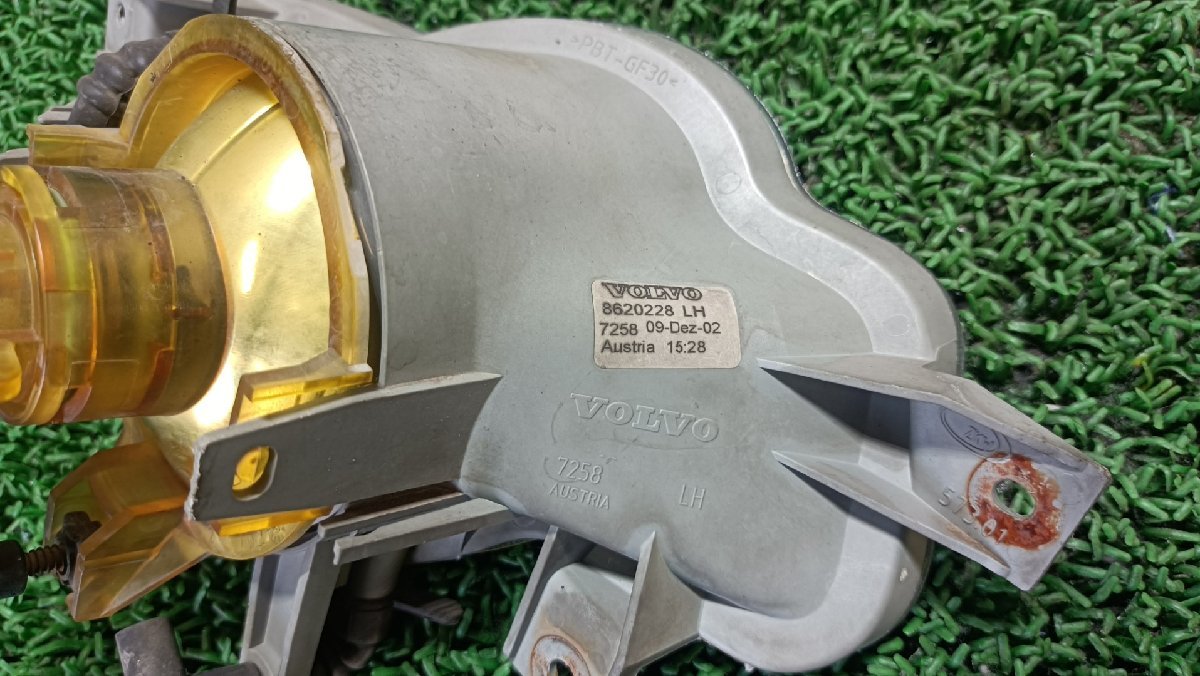 >PBT-GF30<
VOLVO
8620228 LH
7258 09-Dez-02
Austria 15:28
VOLVO
7258
AUSTRIA
LH